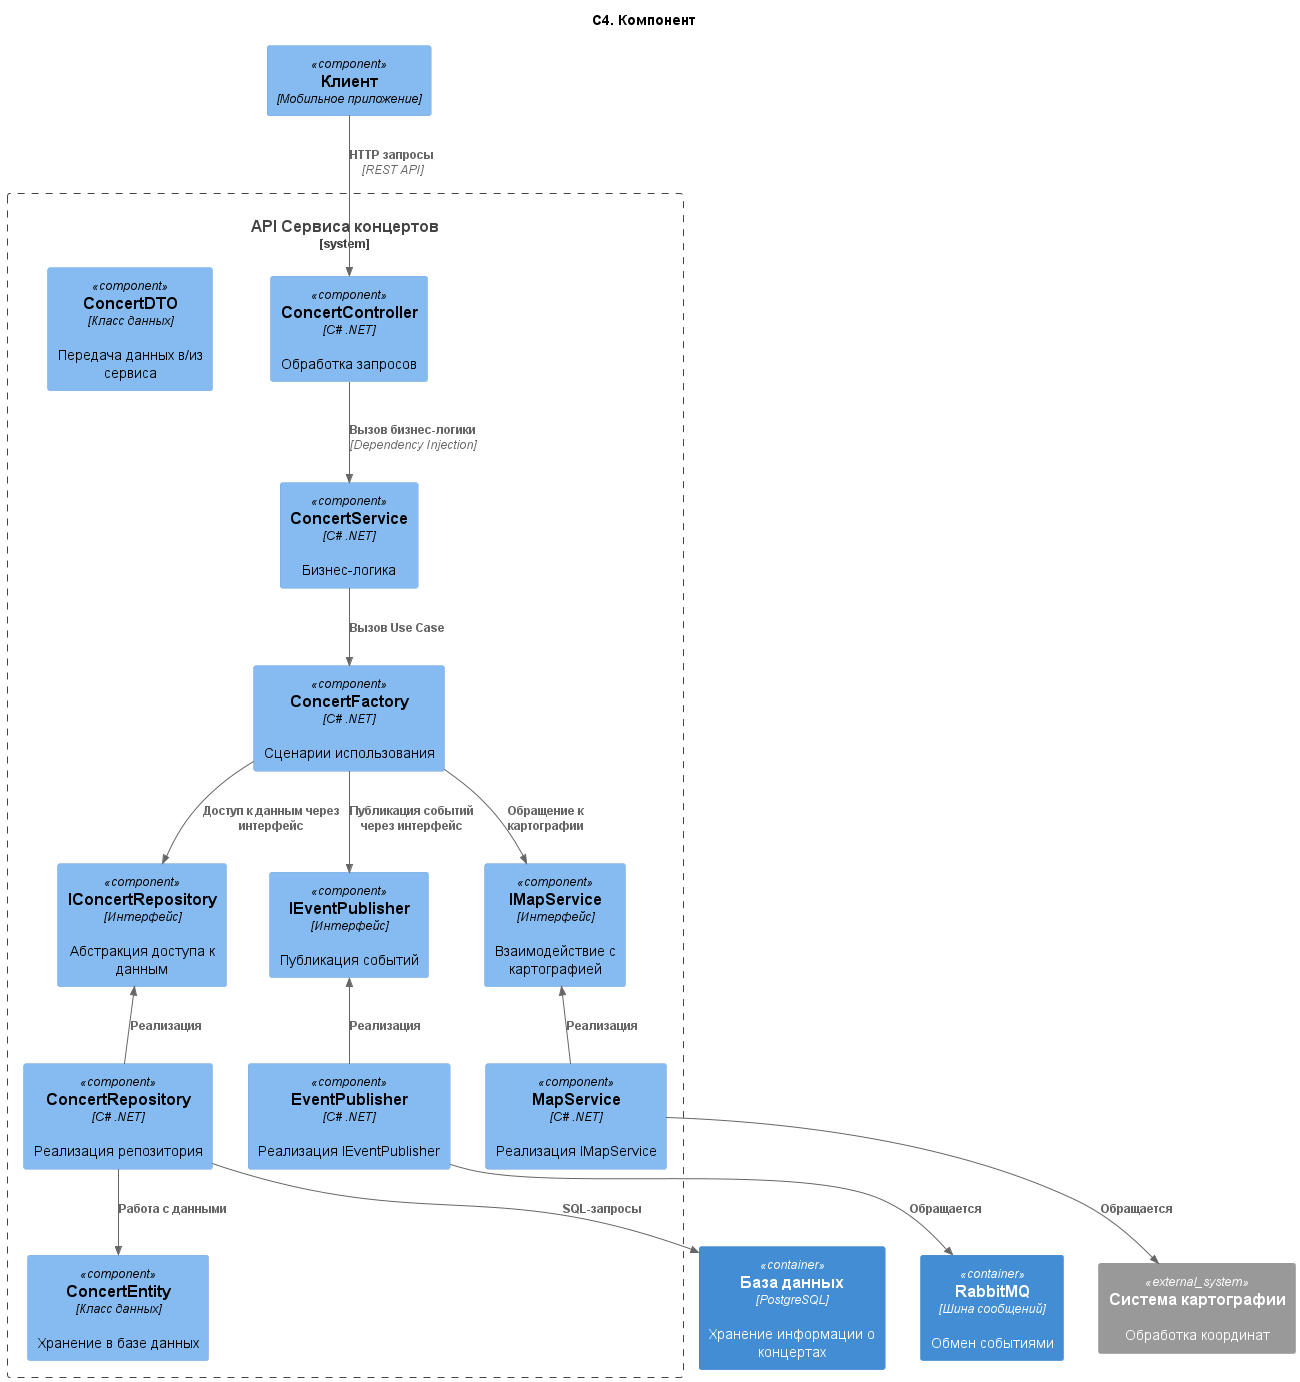 C4. Компонент
«component»
Клиент
[Мобильное приложение]
HTTP запросы
[REST API]
API Сервиса концертов
[system]
«component»
ConcertDTO
[Класс данных]
Передача данных в/из
сервиса
«component»
ConcertController
[C# .NET]
Обработка запросов
Вызов бизнес-логики
[Dependency Injection]
«component»
ConcertService
[C# .NET]
Бизнес-логика
Вызов Use Case
«component»
ConcertFactory
[C# .NET]
Сценарии использования
Доступ к данным через
интерфейс
Публикация событий
через интерфейс
Обращение к
картографии
«component»
IConcertRepository
[Интерфейс]
Абстракция доступа к
данным
«component»
IEventPublisher
[Интерфейс]
Публикация событий
«component»
IMapService
[Интерфейс]
Взаимодействие с
картографией
Реализация
Реализация
Реализация
«component»
ConcertRepository
[C# .NET]
Реализация репозитория
«component»
EventPublisher
[C# .NET]
Реализация IEventPublisher
«component»
MapService
[C# .NET]
Реализация IMapService
Работа с данными
SQL-запросы
Обращается
Обращается
«component»
ConcertEntity
[Класс данных]
Хранение в базе данных
«container»
База данных
[PostgreSQL]
Хранение информации о
концертах
«container»
RabbitMQ
[Шина сообщений]
Обмен событиями
«external_system»
Система картографии
Обработка координат